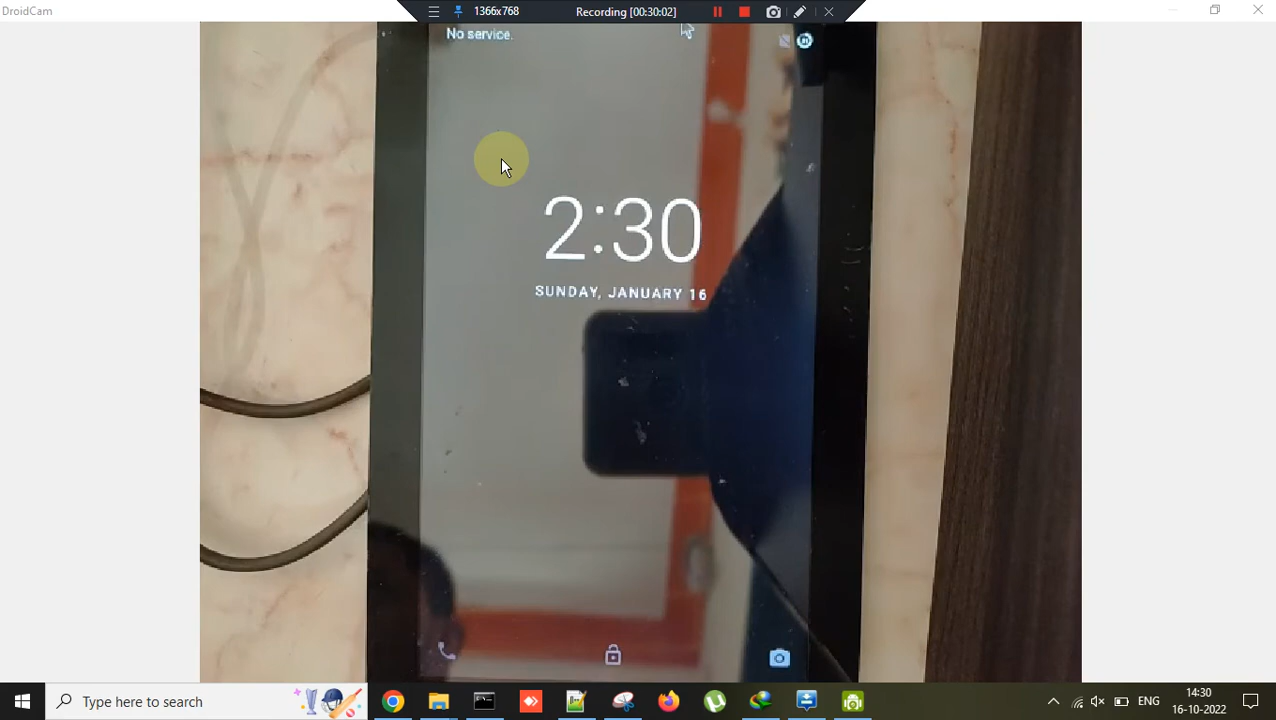 DroidCam
1366x768
Recording [00:30:02]
No service.
2:30
SUNDAY, JANUARY 16
Type here to search
ENG
14:30
16-10-2022